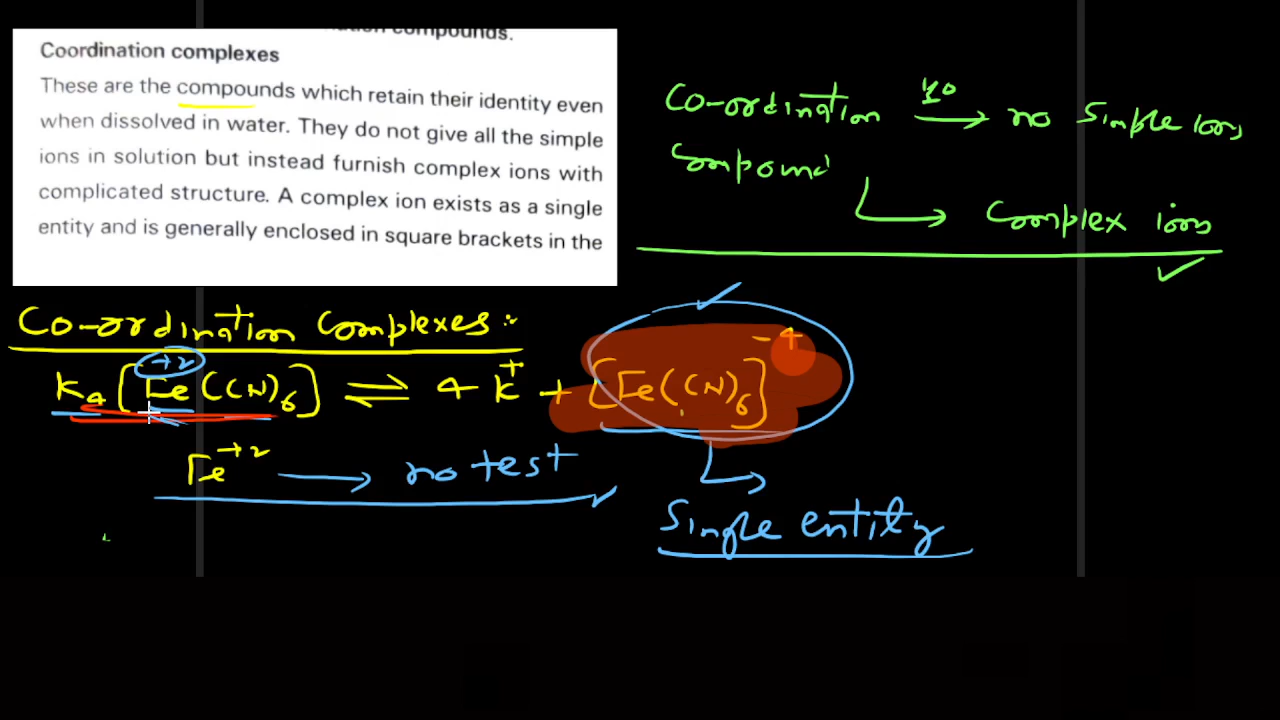 compounds.
Coordination complexes
These are the compounds which retain their identity even
when dissolved in water. They do not give all the simple
ions in solution but instead furnish complex ions with
complicated structure. A complex ion exists as a single
entity and is generally enclosed in square brackets in the
Co-ordination → no Simple ions
Compound
Complex ions
Co-ordination Complexes:
K4[Fe(CN)6] ⇌ 4K+ + [Fe(CN)6]-4
+2
Fe+2 → no test
Single entity